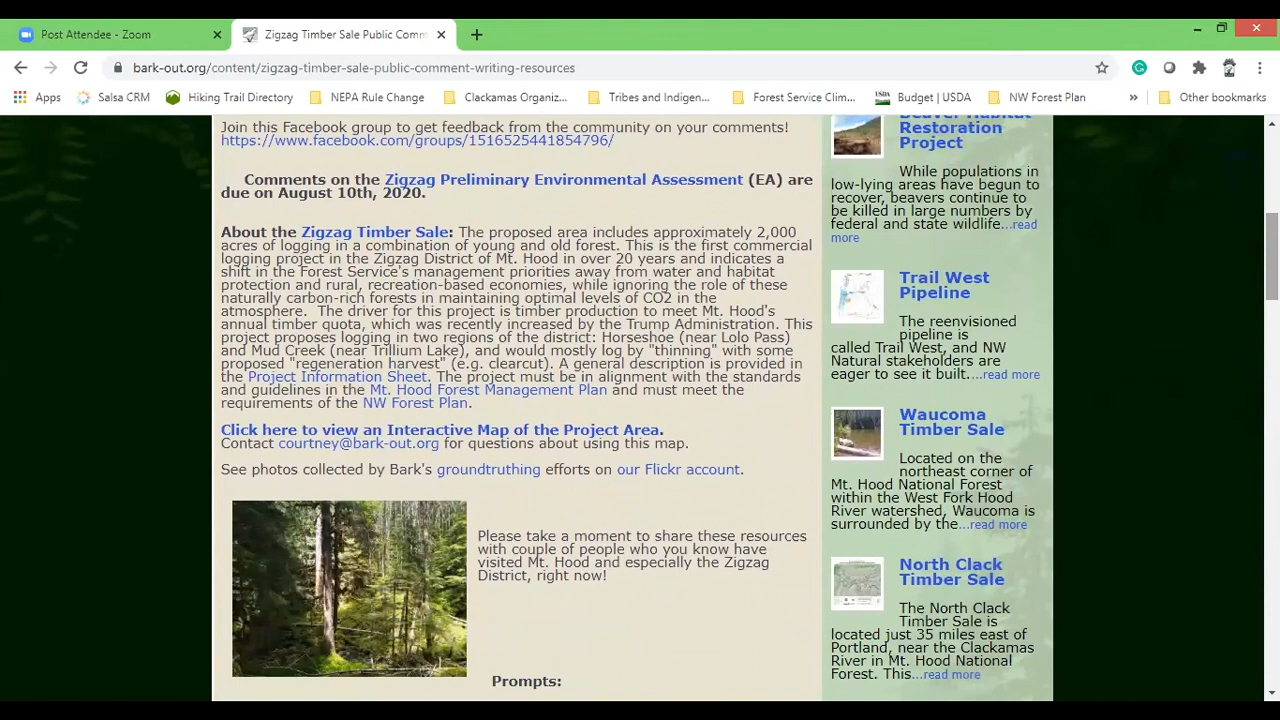 Post Attendee - Zoom
Zigzag Timber Sale Public Comm
bark-out.org/content/zigzag-timber-sale-public-comment-writing-resources
Apps
Salsa CRM
Hiking Trail Directory
NEPA Rule Change
Clackamas Organiz...
Tribes and Indigen...
Forest Service Clim...
USDA
Budget | USDA
NW Forest Plan
»
Other bookmarks
Join this Facebook group to get feedback from the community on your comments!
https://www.facebook.com/groups/1516525441854796/
Comments on the Zigzag Preliminary Environmental Assessment (EA) are
due on August 10th, 2020.
About the Zigzag Timber Sale: The proposed area includes approximately 2,000
acres of logging in a combination of young and old forest. This is the first commercial
logging project in the Zigzag District of Mt. Hood in over 20 years and indicates a
shift in the Forest Service's management priorities away from water and habitat
protection and rural, recreation-based economies, while ignoring the role of these
naturally carbon-rich forests in maintaining optimal levels of CO2 in the
atmosphere. The driver for this project is timber production to meet Mt. Hood's
annual timber quota, which was recently increased by the Trump Administration. This
project proposes logging in two regions of the district: Horseshoe (near Lolo Pass)
and Mud Creek (near Trillium Lake), and would mostly log by "thinning" with some
proposed "regeneration harvest" (e.g. clearcut). A general description is provided in
the Project Information Sheet. The project must be in alignment with the standards
and guidelines in the Mt. Hood Forest Management Plan and must meet the
requirements of the NW Forest Plan.
Click here to view an Interactive Map of the Project Area.
Contact courtney@bark-out.org for questions about using this map.
See photos collected by Bark's groundtruthing efforts on our Flickr account.
Please take a moment to share these resources
with couple of people who you know have
visited Mt. Hood and especially the Zigzag
District, right now!
Prompts:
Beaver Habitat
Restoration
Project
While populations in
low-lying areas have begun to
recover, beavers continue to
be killed in large numbers by
federal and state wildlife...read
more
Trail West
Pipeline
The reenvisioned
pipeline is
called Trail West, and NW
Natural stakeholders are
eager to see it built....read more
Waucoma
Timber Sale
Located on the
northeast corner of
Mt. Hood National Forest
within the West Fork Hood
River watershed, Waucoma is
surrounded by the...read more
North Clack
Timber Sale
The North Clack
Timber Sale is
located just 35 miles east of
Portland, near the Clackamas
River in Mt. Hood National
Forest. This...read more